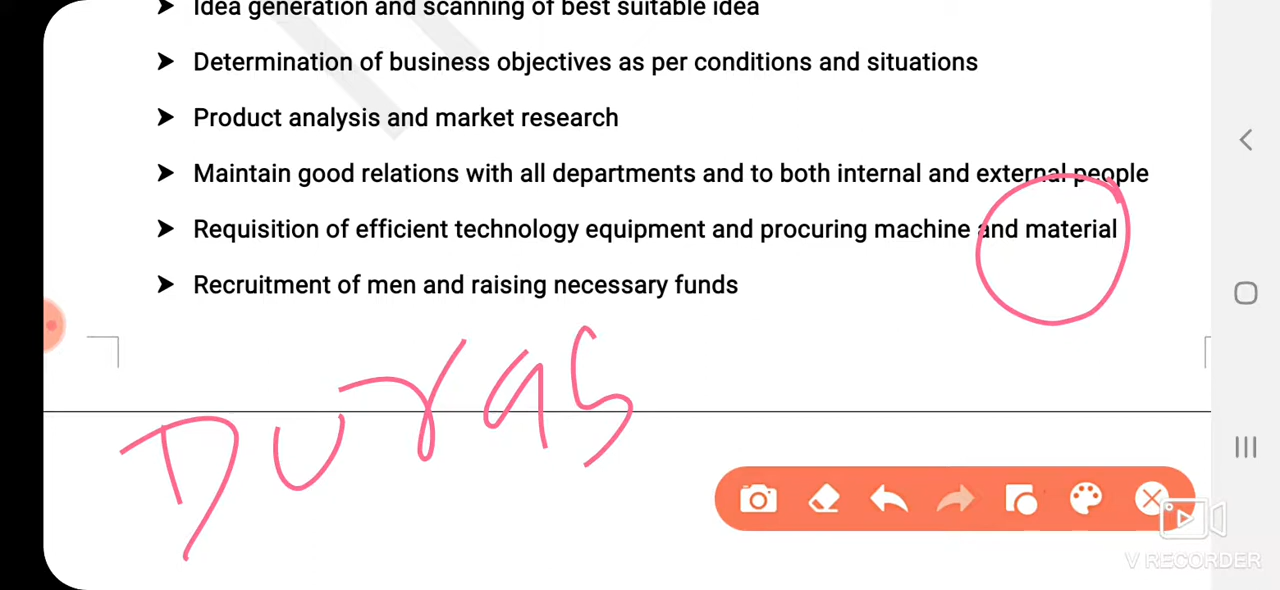 ➤ Idea generation and scanning of best suitable idea
➤ Determination of business objectives as per conditions and situations
➤ Product analysis and market research
➤ Maintain good relations with all departments and to both internal and external people
➤ Requisition of efficient technology equipment and procuring machine and material
➤ Recruitment of men and raising necessary funds
V RECORDER